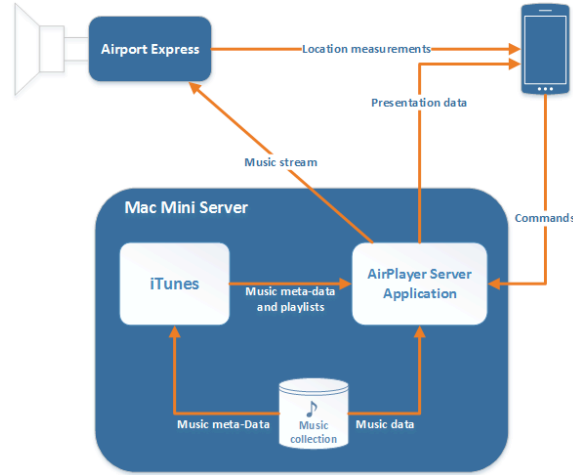 Airport Express
Location measurements
Presentation data
Music stream
Mac Mini Server
Commands
iTunes
AirPlayer Server
Application
Music meta-data
and playlists
Music meta-Data
Music
collection
Music data